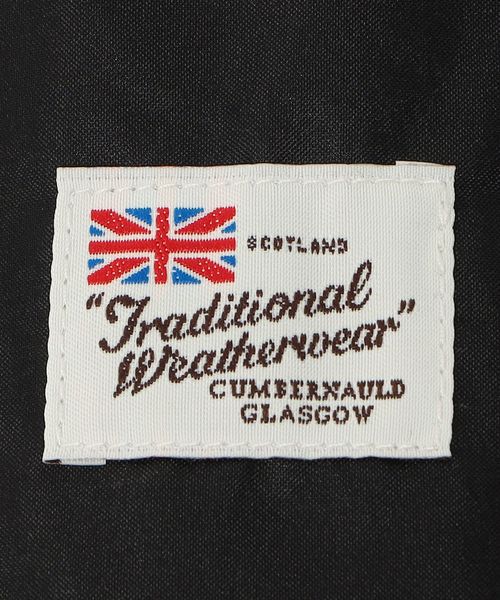 SCOTLAND
"Traditional
Weatherwear"
CUMBERNAULD
GLASGOW